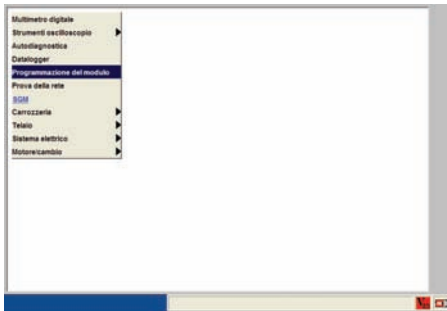 Multimetro digitale
Strumenti oscilloscopio
Autodiagnostica
Datalogger
Programmazione del modulo
Prova della rete
SGM
Carrozzeria
Telaio
Sistema elettrico
Motore/cambio